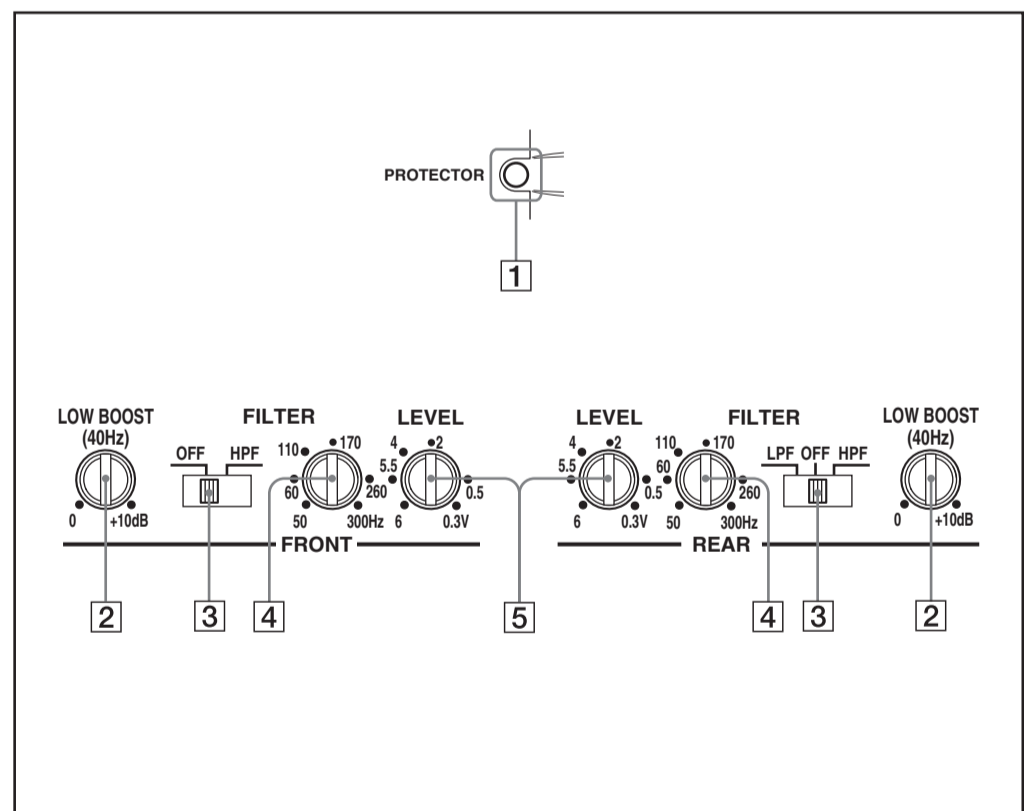 PROTECTOR
1
LOW BOOST
(40Hz)
0
+10dB
OFF HPF
FILTER
50
60
110
170
260
300Hz
LEVEL
6
5.5
4
2
0.5
0.3V
FRONT
LEVEL
6
5.5
4
2
0.5
0.3V
FILTER
50
60
110
170
260
300Hz
LPF OFF HPF
LOW BOOST
(40Hz)
0
+10dB
REAR
2 3 4 5 4 3 2